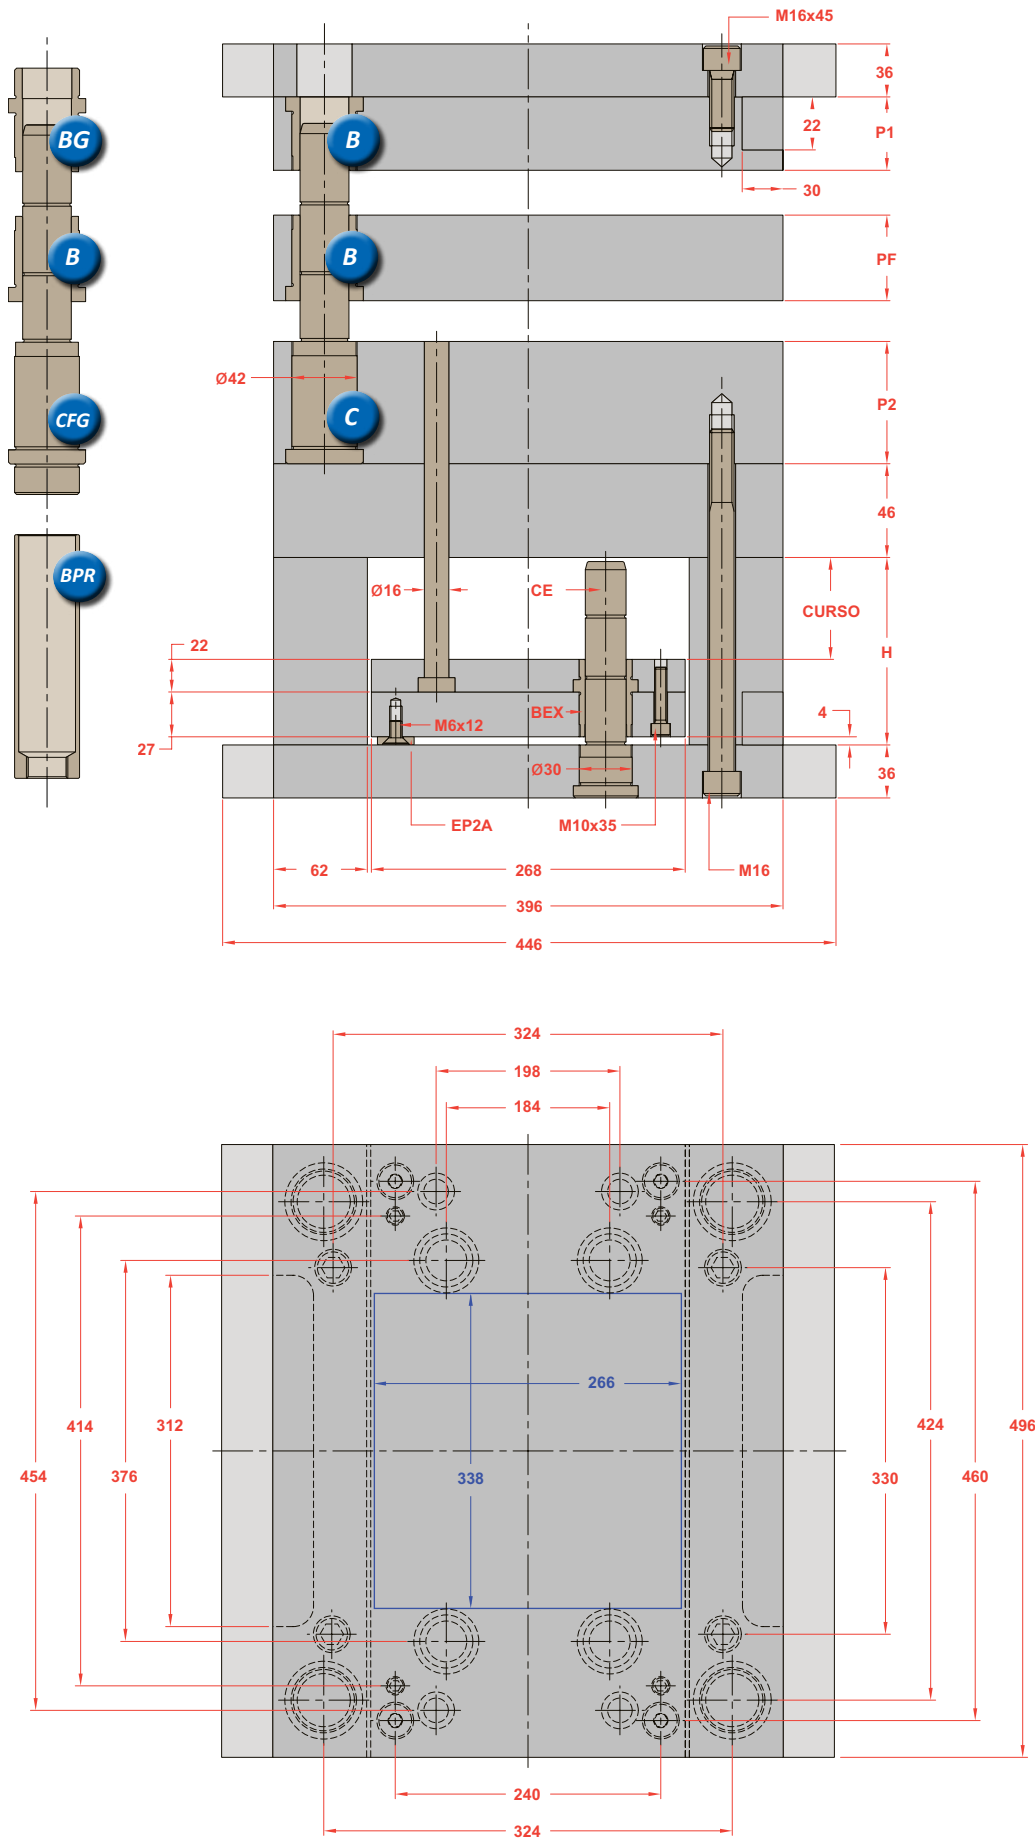 M16x45
36
BG
B
22
P1
30
B
B
PF
Ø42
CFG
C
P2
46
BPR
Ø16
CE
CURSO
22
H
BEX
4
M6x12
27
Ø30
36
EP2A
M10x35
62
268
M16
396
446
324
198
184
266
414
312
424
496
454
376
338
330
460
240
324